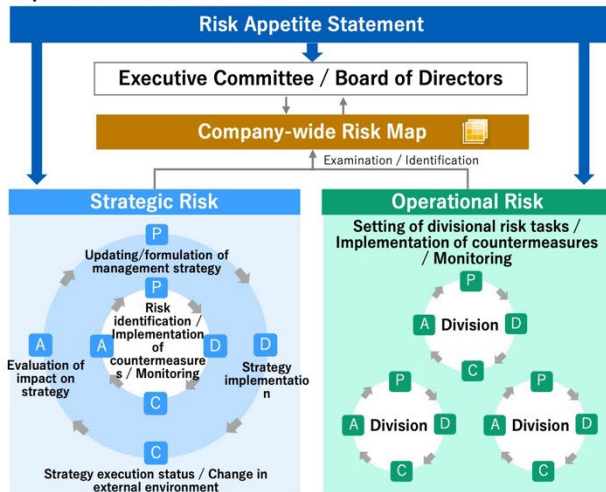 Risk Appetite Statement
Executive Committee / Board of Directors
Company-wide Risk Map
Examination / Identification
Strategic Risk
P
Updating/formulation of
management strategy
P
Risk
identification /
Implementation
of
countermeasure
s / Monitoring
A
D
C
A
Evaluation of
impact on
strategy
D
Strategy
implementatio
n
C
Strategy execution status / Change in
external environment
Operational Risk
Setting of divisional risk tasks /
Implementation of countermeasures
/ Monitoring
P
A Division D
C
P
A Division D
C
P
A Division D
C